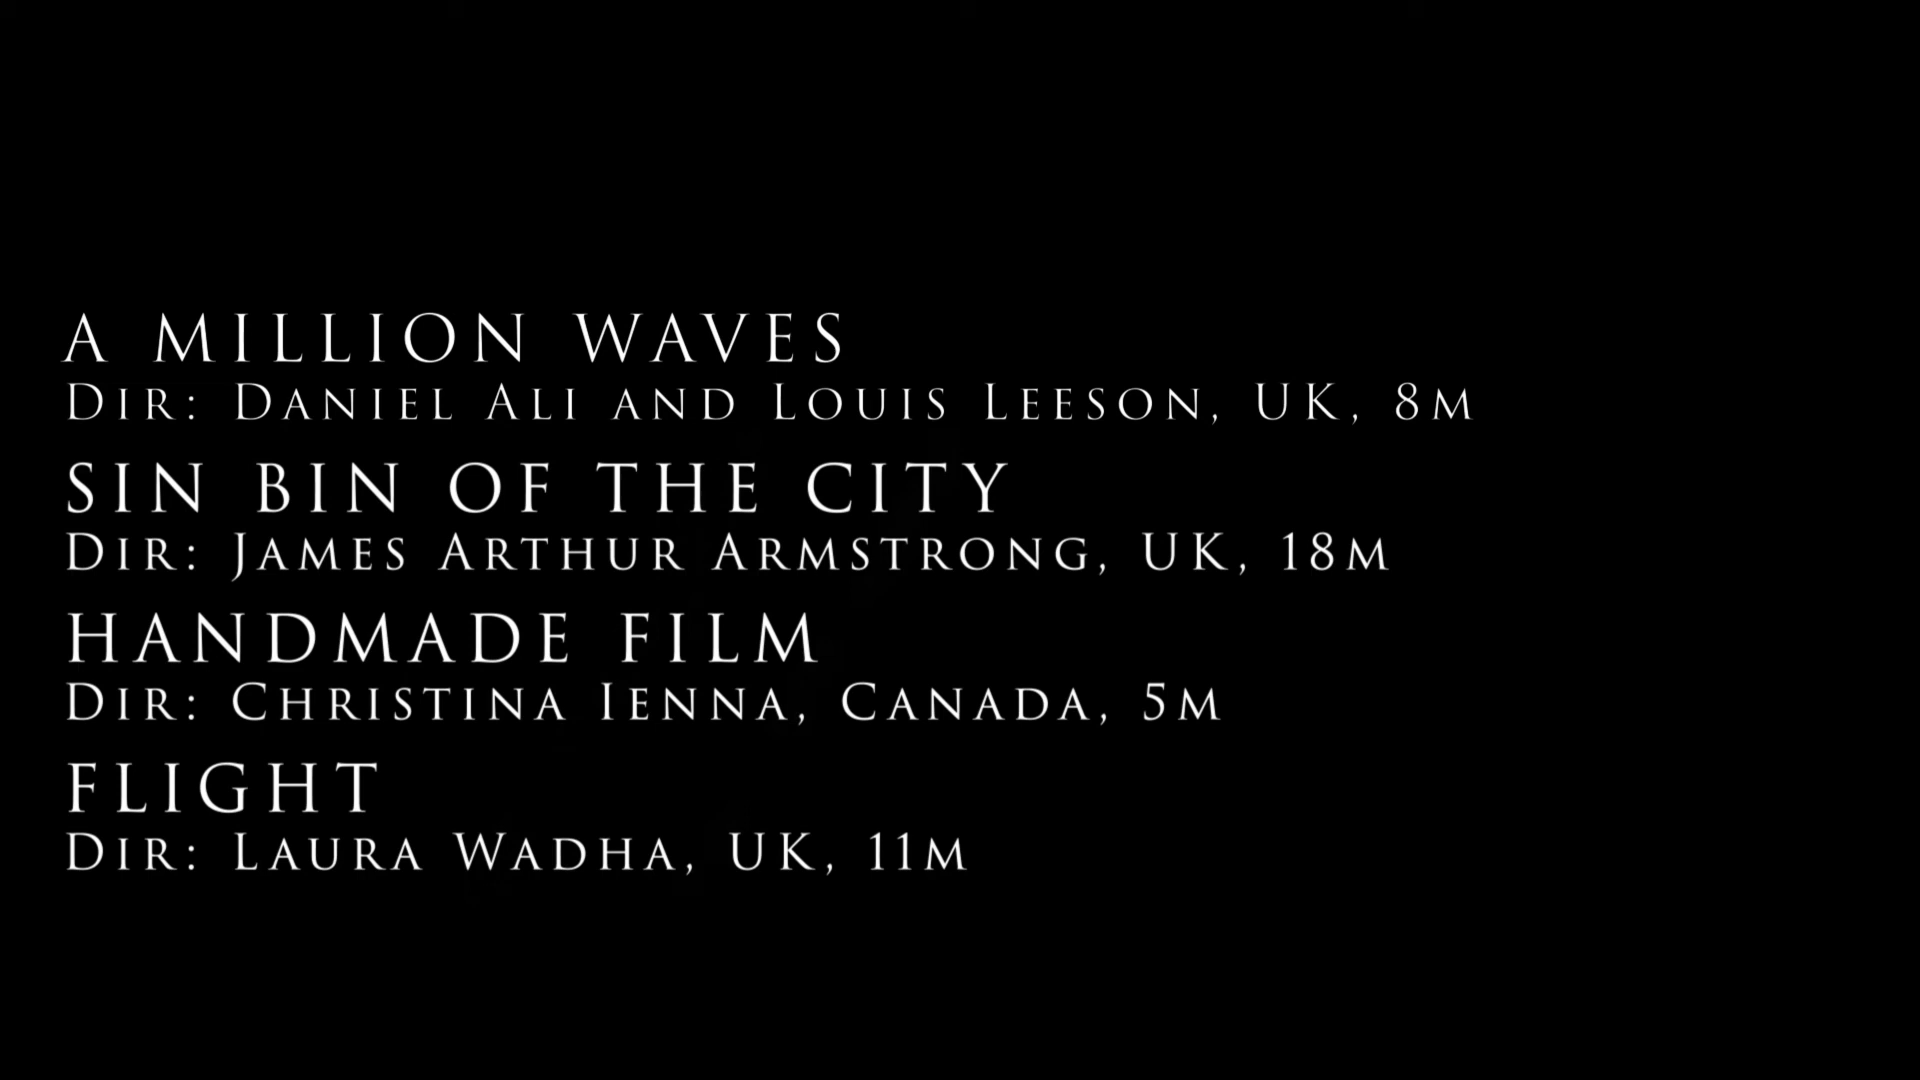 A MILLION WAVES
DIR: DANIEL ALI AND LOUIS LEESON, UK, 8M
SIN BIN OF THE CITY
DIR: JAMES ARTHUR ARMSTRONG, UK, 18M
HANDMADE FILM
DIR: CHRISTINA IENNA, CANADA, 5M
FLIGHT
DIR: LAURA WADHA, UK, 11M